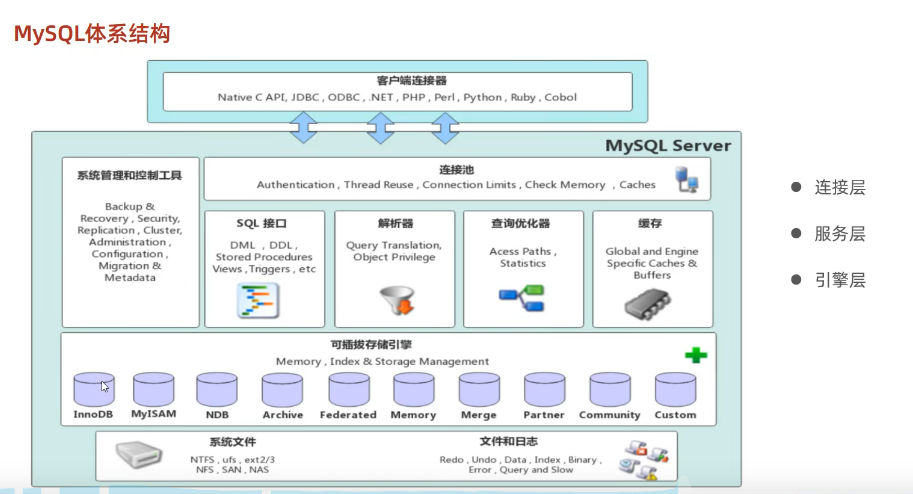 MySQL体系结构
客户端连接器
Native C API, JDBC , ODBC , .NET , PHP , Perl , Python , Ruby , Cobol
MySQL Server
系统管理和控制工具
Backup &
Recovery , Security,
Replication , Cluster,
Administration ,
Configuration ,
Migration &
Metadata
连接池
Authentication , Thread Reuse , Connection Limits , Check Memory , Caches
SQL 接口
DML , DDL ,
Stored Procedures
Views ,Triggers , etc
解析器
Query Translation,
Object Privilege
查询优化器
Acess Paths ,
Statistics
缓存
Global and Engine
Specific Caches &
Buffers
可插拔存储引擎
Memory , Index & Storage Management
InnoDB MyISAM NDB Archive Federated Memory Merge Partner Community Custom
系统文件
NTFS , ufs , ext2/3
NFS , SAN , NAS
文件和日志
Redo , Undo , Data , Index , Binary ,
Error , Query and Slow
连接层
服务层
引擎层